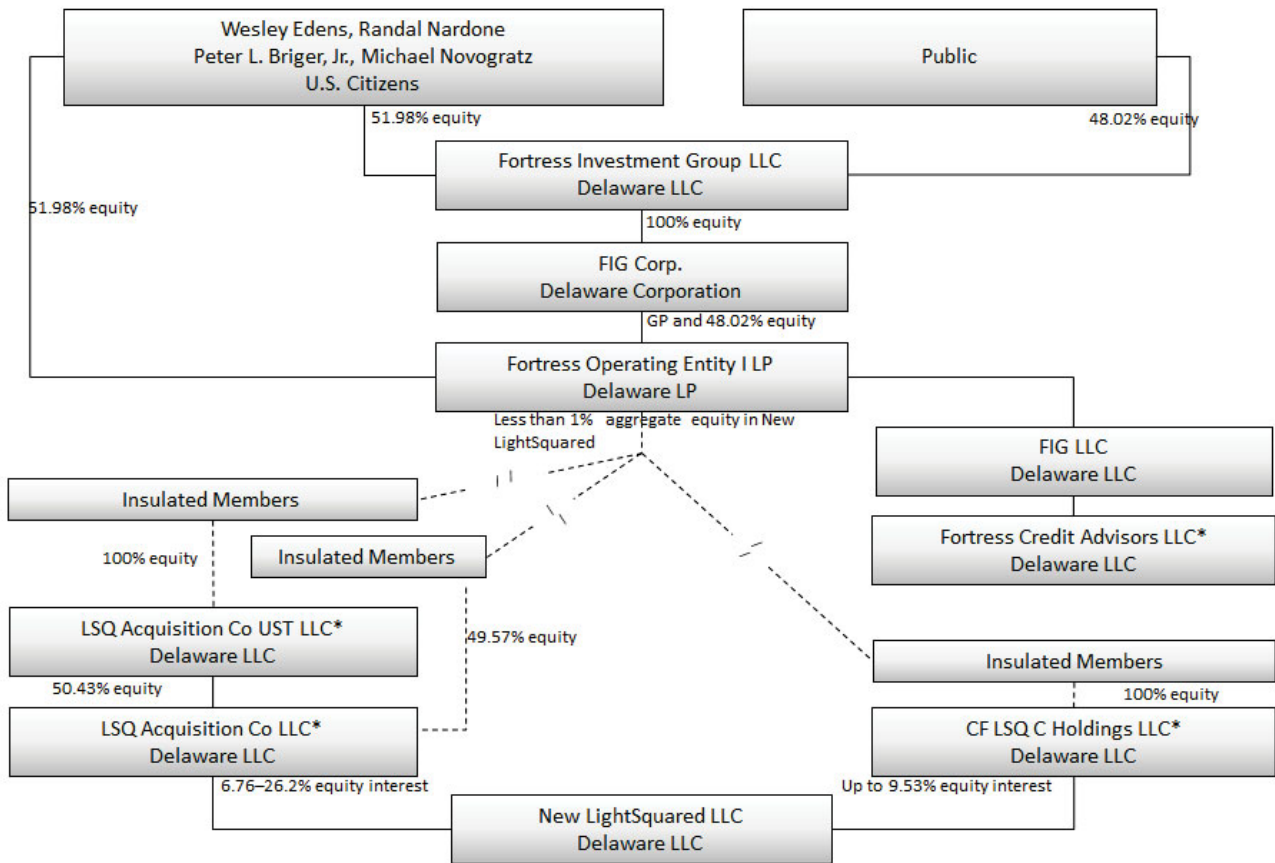 Wesley Edens, Randal Nardone
Peter L. Briger, Jr., Michael Novogratz
U.S. Citizens
Public
51.98% equity
48.02% equity
Fortress Investment Group LLC
Delaware LLC
51.98% equity
100% equity
FIG Corp.
Delaware Corporation
GP and 48.02% equity
Fortress Operating Entity I LP
Delaware LP
Less than 1% aggregate equity in New
LightSquared
FIG LLC
Delaware LLC
Insulated Members
Fortress Credit Advisors LLC*
Delaware LLC
100% equity
Insulated Members
LSQ Acquisition Co UST LLC*
Delaware LLC
49.57% equity
Insulated Members
50.43% equity
100% equity
LSQ Acquisition Co LLC*
Delaware LLC
CF LSQ C Holdings LLC*
Delaware LLC
6.76–26.2% equity interest
Up to 9.53% equity interest
New LightSquared LLC
Delaware LLC